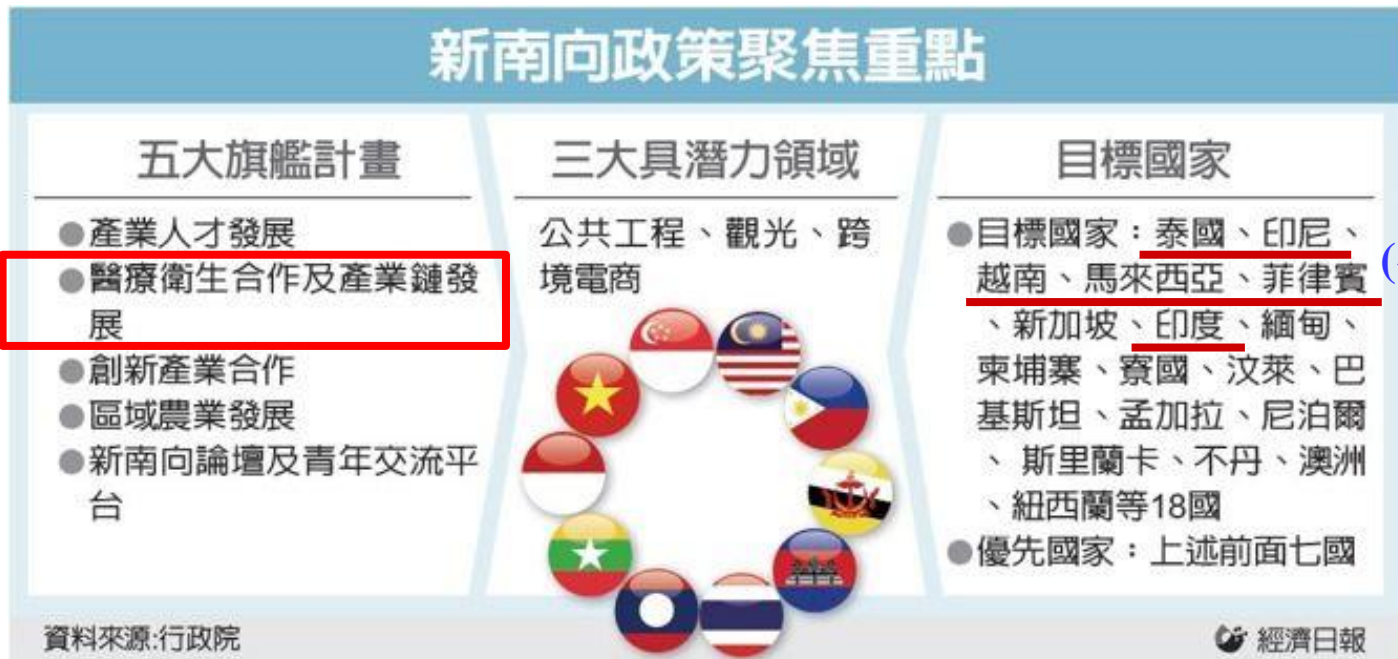 新南向政策聚焦重點
五大旗艦計畫
●產業人才發展
●醫療衛生合作及產業鏈發
展
●創新產業合作
●區域農業發展
●新南向論壇及青年交流平
台
三大具潛力領域
公共工程、觀光、跨
境電商
目標國家
●目標國家：泰國、印尼、
越南、馬來西亞、菲律賓
、新加坡、印度、緬甸、
柬埔寨、寮國、汶萊、巴
基斯坦、孟加拉、尼泊爾
、斯里蘭卡、不丹、澳洲
、紐西蘭等18國
●優先國家：上述前面七國
(
資料來源:行政院
經濟日報